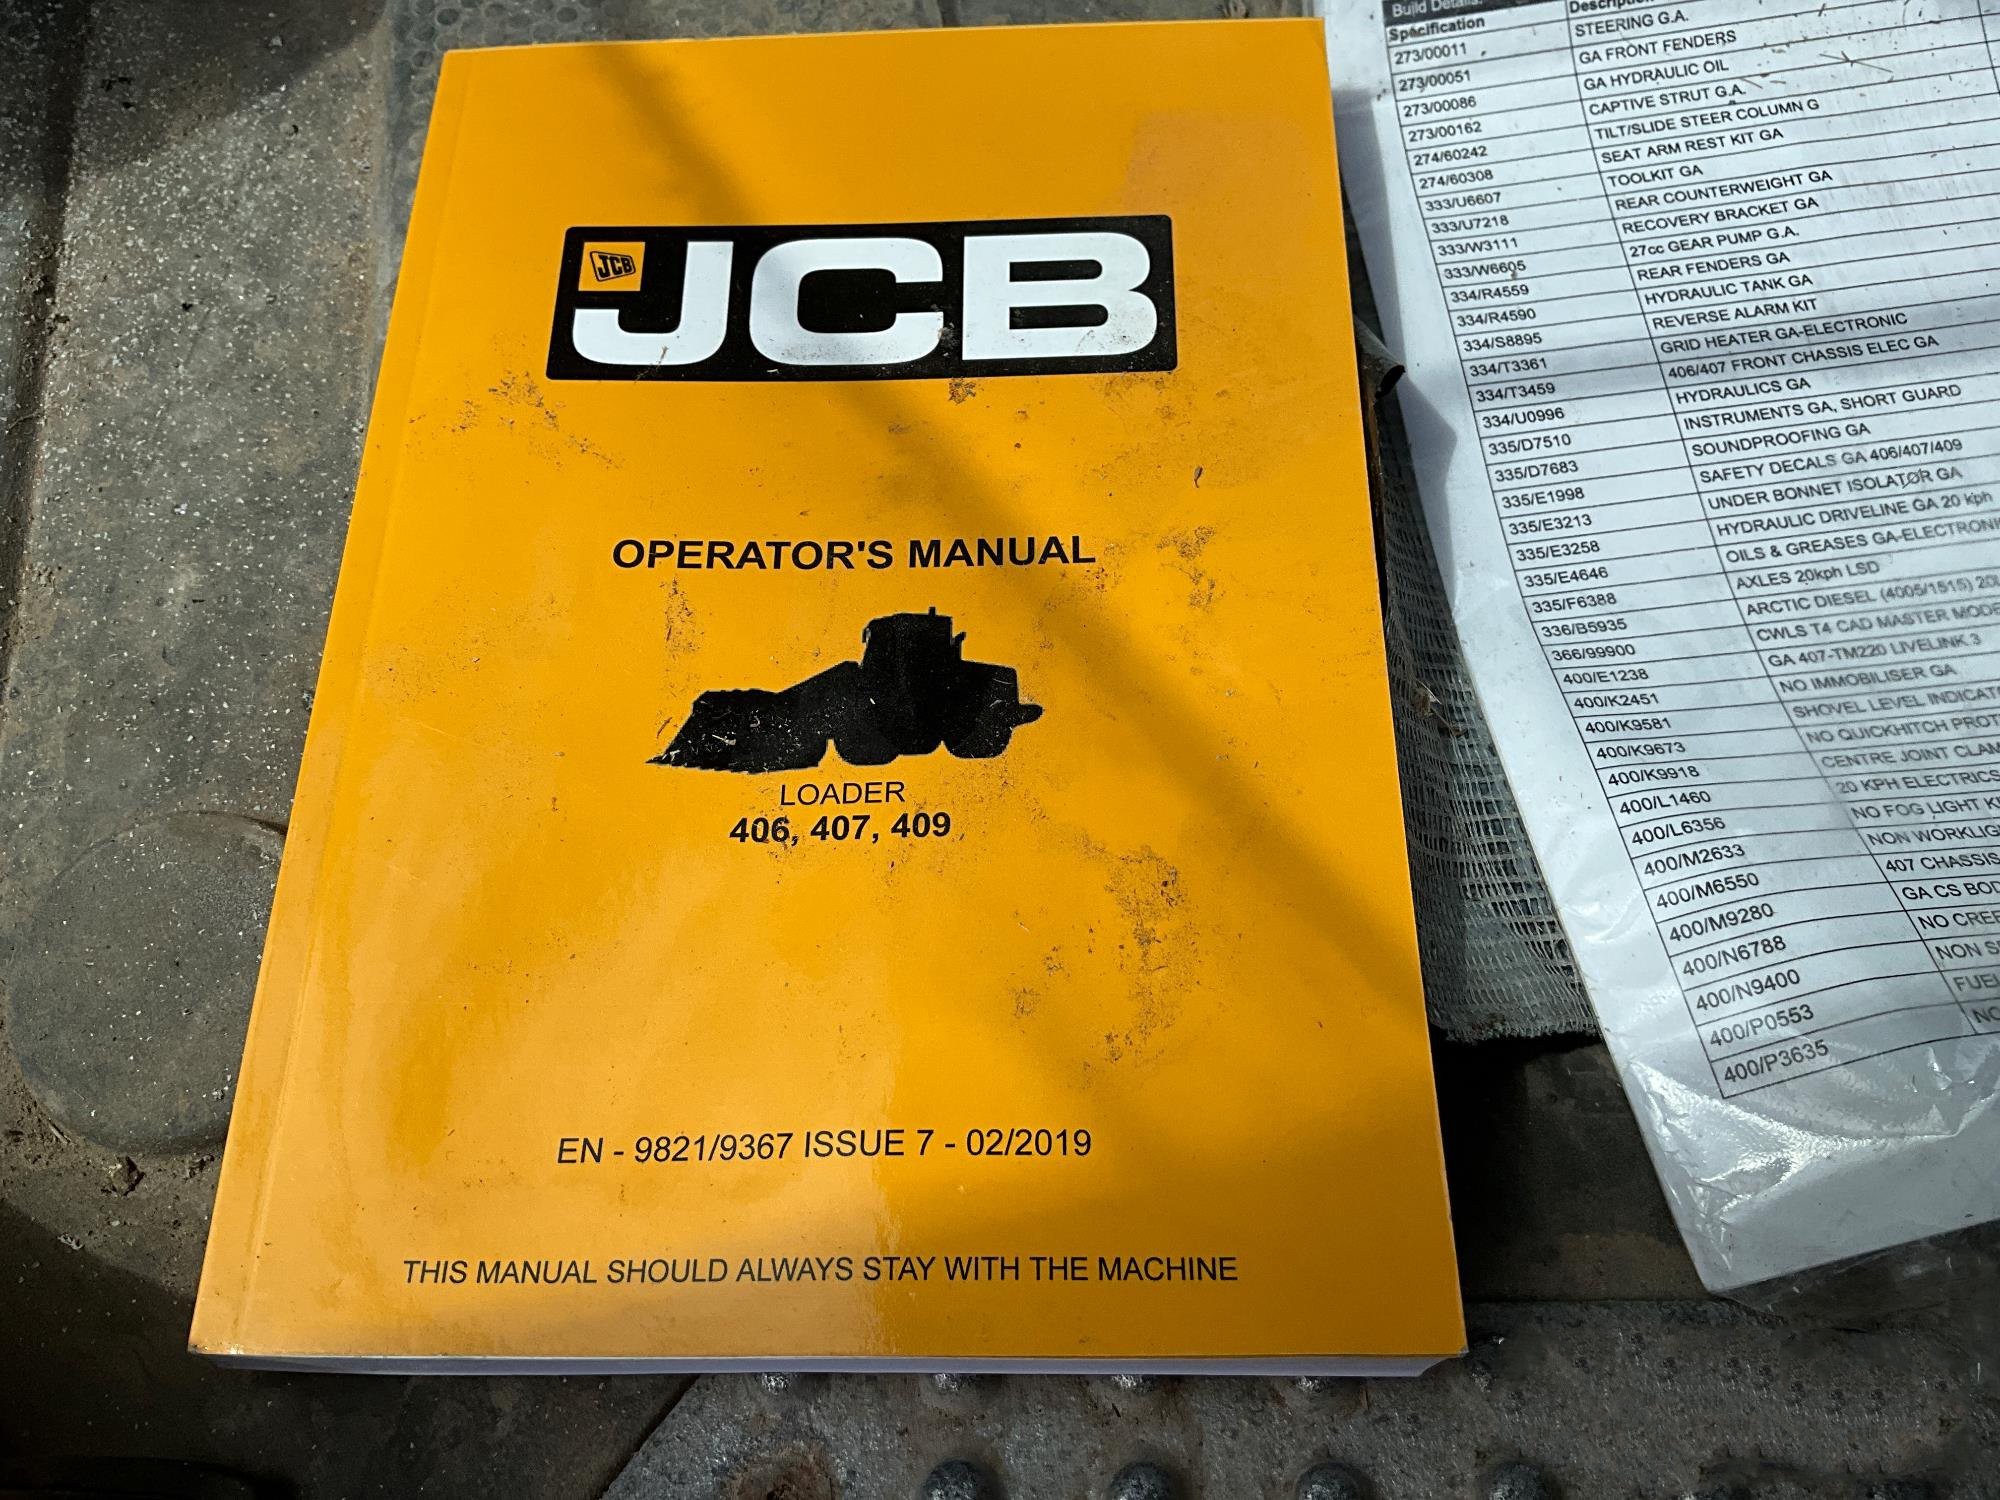 JCB
JCB
OPERATOR'S MANUAL
LOADER
406, 407, 409
EN - 9821/9367 ISSUE 7 - 02/2019
THIS MANUAL SHOULD ALWAYS STAY WITH THE MACHINE
Build Details:
Specification
273/00011 STEERING G.A.
273/00051 GA FRONT FENDERS
273/00086 GA HYDRAULIC OIL
273/00162 CAPTIVE STRUT G.A.
274/60242 TILT/SLIDE STEER COLUMN G
274/60308 SEAT ARM REST KIT GA
333/U6607 TOOLKIT GA
333/U7218 REAR COUNTERWEIGHT GA
333/W3111 RECOVERY BRACKET GA
333/W6605 27cc GEAR PUMP G.A.
334/R4559 REAR FENDERS GA
334/R4590 HYDRAULIC TANK GA
334/S8895 REVERSE ALARM KIT
334/T3361 GRID HEATER GA-ELECTRONIC
334/T3459 406/407 FRONT CHASSIS ELEC GA
334/U0996 HYDRAULICS GA
335/D7510 INSTRUMENTS GA, SHORT GUARD
335/D7683 SOUNDPROOFING GA
335/E1998 SAFETY DECALS GA 406/407/409
335/E3213 UNDER BONNET ISOLATOR GA
335/E3258 HYDRAULIC DRIVELINE GA 20 kph
335/E4646 OILS & GREASES GA-ELECTRONI
335/F6388 AXLES 20kph LSD
336/B5935 ARCTIC DIESEL (4005/1515) 20
366/99900 CWLS T4 CAD MASTER MODE
400/E1238 GA 407-TM220 LIVELINK 3
400/K2451 NO IMMOBILISER GA
400/K9581 SHOVEL LEVEL INDICAT
400/K9673 NO QUICKHITCH PROT
400/K9918 CENTRE JOINT CLAM
400/L1460 20 KPH ELECTRICS
400/L6356 NO FOG LIGHT K
400/M2633 NON WORKLIG
400/M6550 407 CHASSIS
400/M9280 GA CS BOD
400/N6788 NO CREE
400/N9400 NON S
400/P0553 FUEL
400/P3635 NO